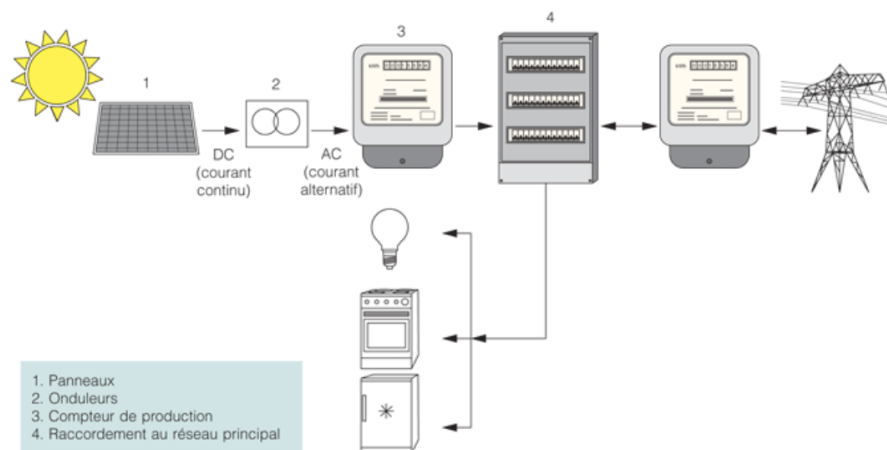 1
2
3
4
DC
(courant
continu)
AC
(courant
alternatif)
1. Panneaux
2. Onduleurs
3. Compteur de production
4. Raccordement au réseau principal